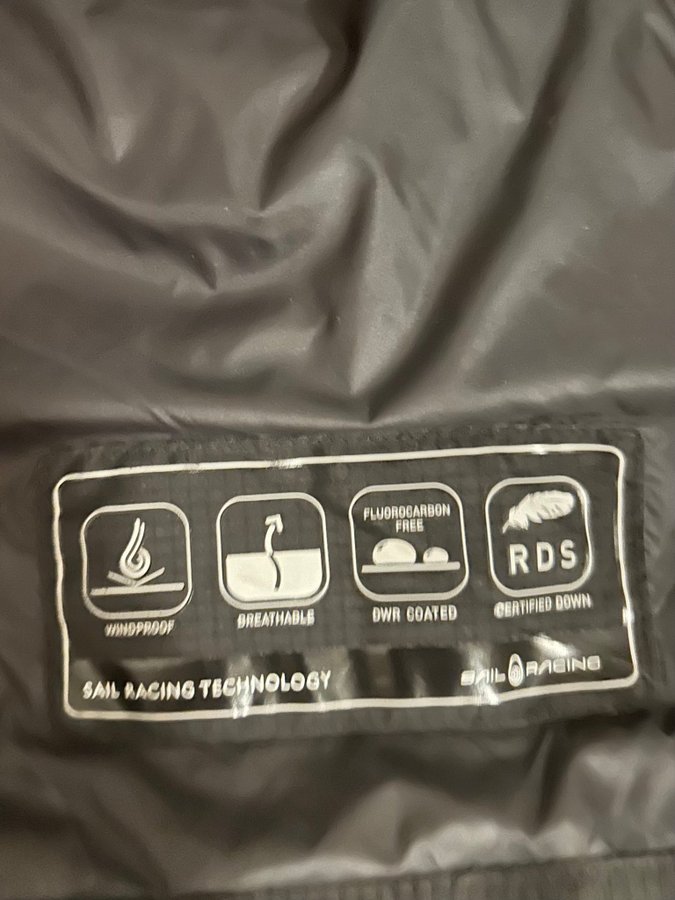 FLUOROCARBON
FREE
RDS
WINDPROOF
BREATHABLE
DWR COATED
CERTIFIED DOWN
SAIL RACING TECHNOLOGY
SAIL RACING